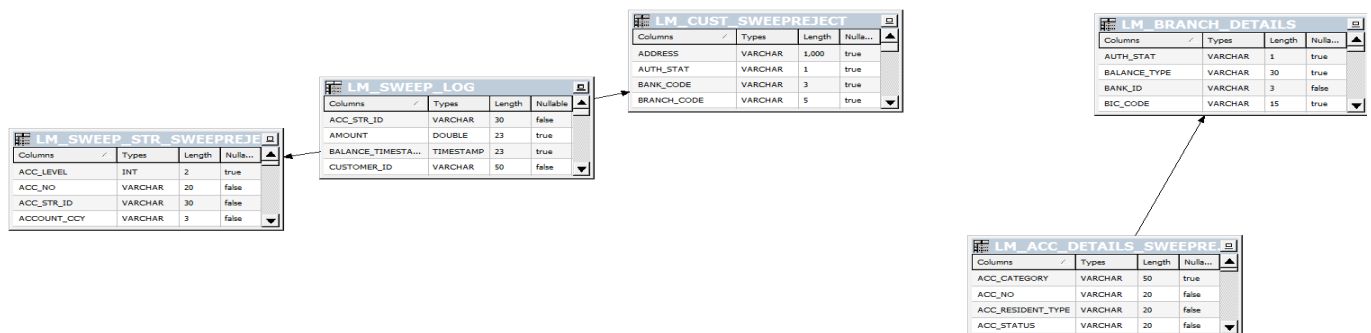 LM_CUST_SWEEPREJECT
Columns Types Length Nulla...
ADDRESS VARCHAR 1,000 true
AUTH_STAT VARCHAR 1 true
BANK_CODE VARCHAR 3 true
BRANCH_CODE VARCHAR 5 true
LM_BRANCH_DETAILS
Columns Types Length Nulla...
AUTH_STAT VARCHAR 1 true
BALANCE_TYPE VARCHAR 30 true
BANK_ID VARCHAR 3 false
BIC_CODE VARCHAR 15 true
LM_SWEEP_LOG
Columns Types Length Nullable
ACC_STR_ID VARCHAR 30 false
AMOUNT DOUBLE 23 true
BALANCE_TIMESTA... TIMESTAMP 23 true
CUSTOMER_ID VARCHAR 50 false
LM_SWEEP_STR_SWEEPREJE
Columns Types Length Nulla...
ACC_LEVEL INT 2 true
ACC_NO VARCHAR 20 false
ACC_STR_ID VARCHAR 30 false
ACCOUNT_CCY VARCHAR 3 false
LM_ACC_DETAILS_SWEEPRE
Columns Types Length Nulla...
ACC_CATEGORY VARCHAR 50 true
ACC_NO VARCHAR 20 false
ACC_RESIDENT_TYPE VARCHAR 20 false
ACC_STATUS VARCHAR 20 false